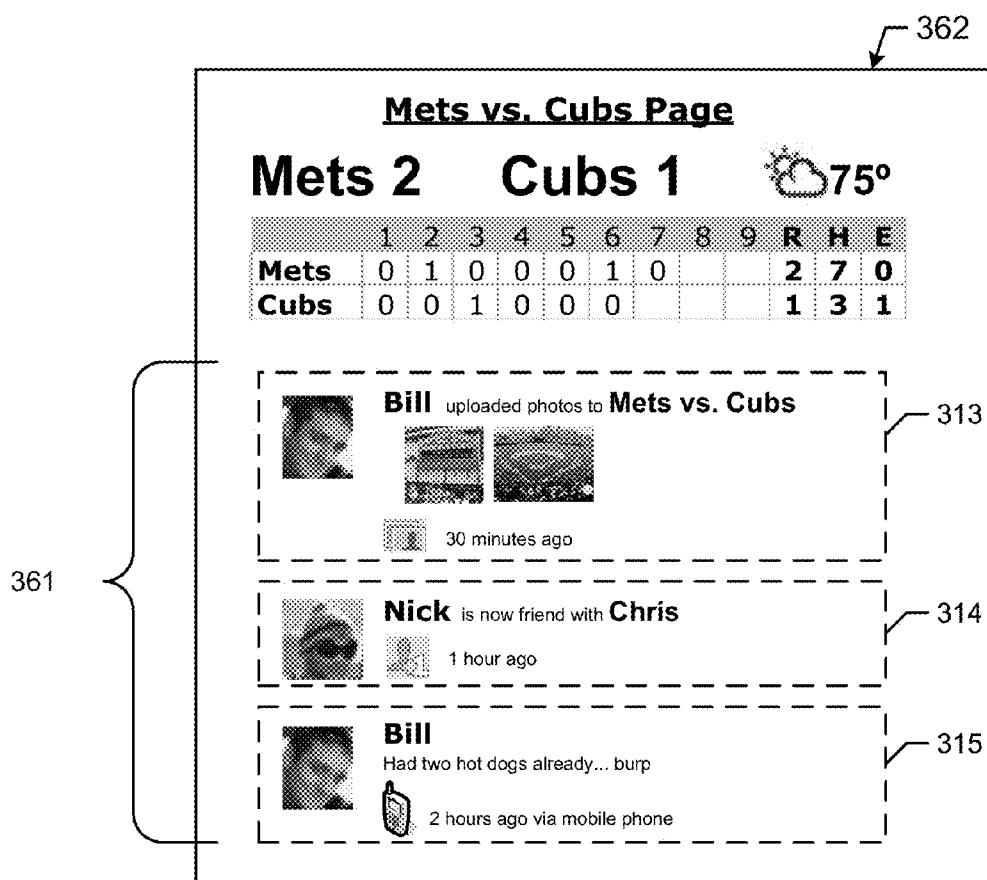 362
Mets vs. Cubs Page
Mets 2 Cubs 1 75º
1 2 3 4 5 6 7 8 9 R H E
Mets 0 1 0 0 0 1 0 2 7 0
Cubs 0 0 1 0 0 0 1 3 1
Bill uploaded photos to Mets vs. Cubs
313
30 minutes ago
361
Nick is now friend with Chris
314
1 hour ago
Bill
315
Had two hot dogs already... burp
2 hours ago via mobile phone